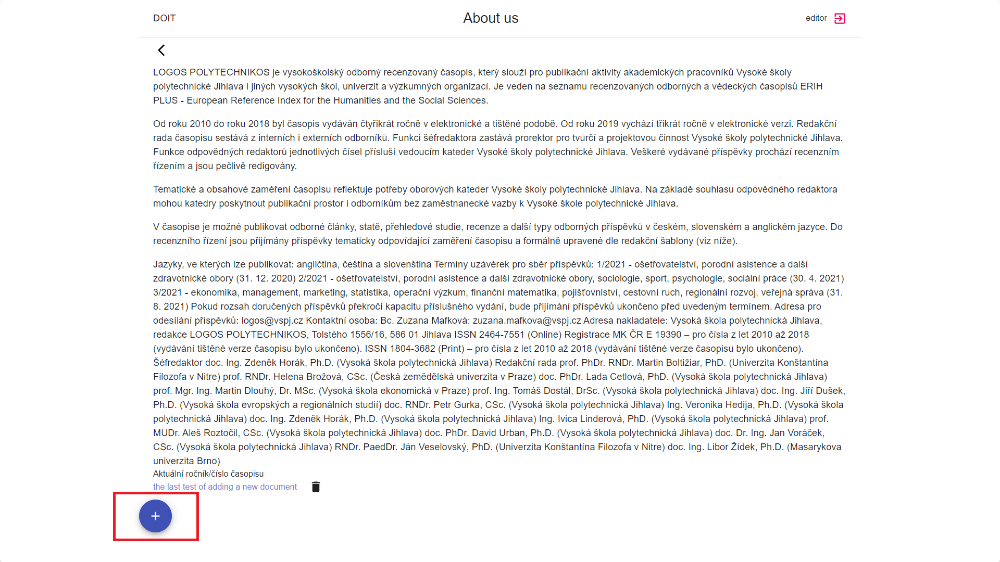 DOIT
About us
editor
LOGOS POLYTECHNIKOS je vysokoškolský odborný recenzovaný časopis, který slouží pro publikační aktivity akademických pracovníků Vysoké školy
polytechnické Jihlava i jiných vysokých škol, univerzit a výzkumných organizací. Je veden na seznamu recenzovaných odborných a vědeckých časopisů ERIH
PLUS - European Reference Index for the Humanities and the Social Sciences.
Od roku 2010 do roku 2018 byl časopis vydáván čtyřikrát ročně v elektronické a tištěné podobě. Od roku 2019 vychází třikrát ročně v elektronické verzi. Redakční
rada časopisu sestává z interních i externích odborníků. Funkci šéfredaktora zastává prorektor pro tvůrčí a projektovou činnost Vysoké školy polytechnické Jihlava.
Funkce odpovědných redaktorů jednotlivých čísel přísluší vedoucím kateder Vysoké školy polytechnické Jihlava. Veškeré vydávané příspěvky prochází recenzním
řízením a jsou pečlivě redigovány.
Tematické a obsahové zaměření časopisu reflektuje potřeby oborových kateder Vysoké školy polytechnické Jihlava. Na základě souhlasu odpovědného redaktora
mohou katedry poskytnout publikační prostor i odborníkům bez zaměstnanecké vazby k Vysoké škole polytechnické Jihlava.
V časopise je možné publikovat odborné články, statě, přehledové studie, recenze a další typy odborných příspěvků v českém, slovenském a anglickém jazyce. Do
recenzního řízení jsou přijímány příspěvky tematicky odpovídající zaměření časopisu a formálně upravené dle redakční šablony (viz níže).
Jazyky, ve kterých lze publikovat: angličtina, čeština a slovenština Termíny uzávěrek pro sběr příspěvků: 1/2021 - ošetřovatelství, porodní asistence a další
zdravotnické obory (31. 12. 2020) 2/2021 - ošetřovatelství, porodní asistence a další zdravotnické obory, sociologie, sport, psychologie, sociální práce (30. 4. 2021)
3/2021 - ekonomika, management, marketing, statistika, operační výzkum, finanční matematika, pojišťovniství, cestovní ruch, regionální rozvoj, veřejná správa (31.
8. 2021) Pokud rozsah doručených příspěvků překročí kapacitu příslušného vydání, bude přijímání příspěvků ukončeno před uvedeným termínem. Adresa pro
odesílání příspěvků: logos@vspj.cz Kontaktní osoba: Bc. Zuzana Mafková: zuzana.mafkova@vspj.cz Adresa nakladatele: Vysoká škola polytechnická Jihlava,
redakce LOGOS POLYTECHNIKOS, Tolstého 1556/16, 586 01 Jihlava ISSN 2464-7551 (Online) Registrace MK ČR E 19390 – pro čísla z let 2010 až 2018
(vydávání tištěné verze časopisu bylo ukončeno). ISSN 1804-3682 (Print) – pro čísla z let 2010 až 2018 (vydávání tištěné verze časopisu bylo ukončeno).
Šéfredaktor doc. Ing. Zdeněk Horák, Ph.D. (Vysoká škola polytechnická Jihlava) Redakční rada prof. PhDr. RNDr. Martin Boltižiar, PhD. (Univerzita Konštantína
Filozofa v Nitre) prof. RNDr. Helena Brožová, CSc. (Česká zemědělská univerzita v Praze) doc. PhDr. Lada Cetlová, PhD. (Vysoká škola polytechnická Jihlava)
prof. Mgr. Ing. Martin Dlouhý, Dr. MSc. (Vysoká škola ekonomická v Praze) prof. Ing. Tomáš Dostál, DrSc. (Vysoká škola polytechnická Jihlava) doc. Ing. Jiří Dušek,
Ph.D. (Vysoká škola evropských a regionálních studií) doc. RNDr. Petr Gurka, CSc. (Vysoká škola polytechnická Jihlava) Ing. Veronika Hedija, Ph.D. (Vysoká škola
polytechnická Jihlava) doc. Ing. Zdeněk Horák, Ph.D. (Vysoká škola polytechnická Jihlava) Ing. Ivica Linderová, PhD. (Vysoká škola polytechnická Jihlava) prof.
MUDr. Aleš Roztočil, CSc. (Vysoká škola polytechnická Jihlava) doc. PhDr. David Urban, Ph.D. (Vysoká škola polytechnická Jihlava) doc. Dr. Ing. Jan Voráček,
CSc. (Vysoká škola polytechnická Jihlava) RNDr. PaedDr. Ján Veselovský, PhD. (Univerzita Konštantína Filozofa v Nitre) doc. Ing. Libor Žídek, Ph.D. (Masarykova
univerzita Brno)
Aktuální ročník/číslo časopisu
the last test of adding a new document